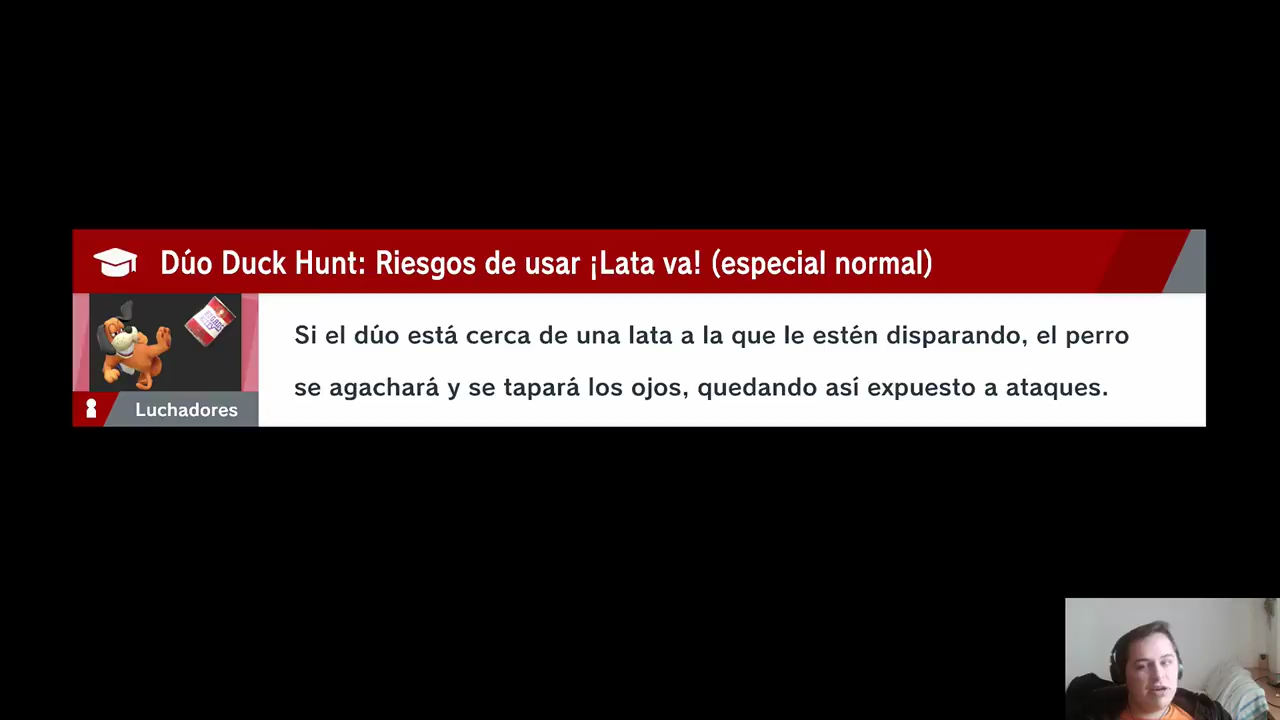 Dúo Duck Hunt: Riesgos de usar ¡Lata va! (especial normal)
Si el dúo está cerca de una lata a la que le estén disparando, el perro
se agachará y se tapará los ojos, quedando así expuesto a ataques.
Luchadores